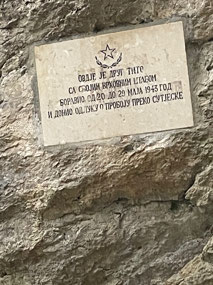 ОВДЈЕ ЈЕ ДРУГ ТИТО
СА СВОЈИМ ВРХОВНИМ ШТАБОМ
БОРАВИО ОД 20 ДО 29 МАЈА 1943 ГОД
И ДОНИО ОДЛУКУ О ПРОБОЈУ ПРЕКО СУТЈЕСКЕ